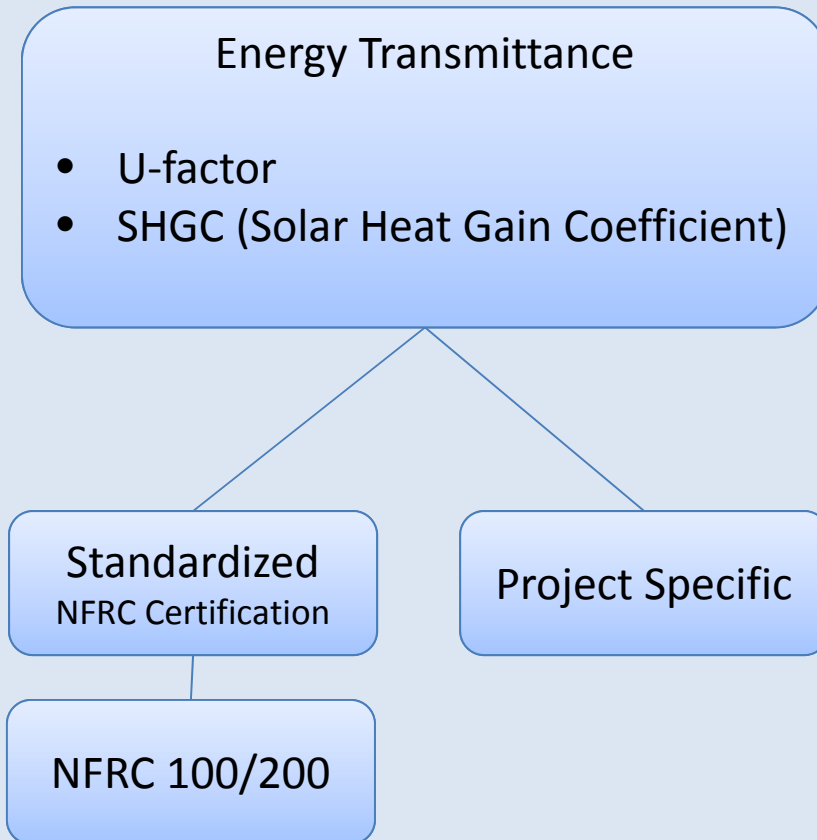 Energy Transmittance
• U-factor
• SHGC (Solar Heat Gain Coefficient)
Standardized
NFRC Certification
Project Specific
NFRC 100/200